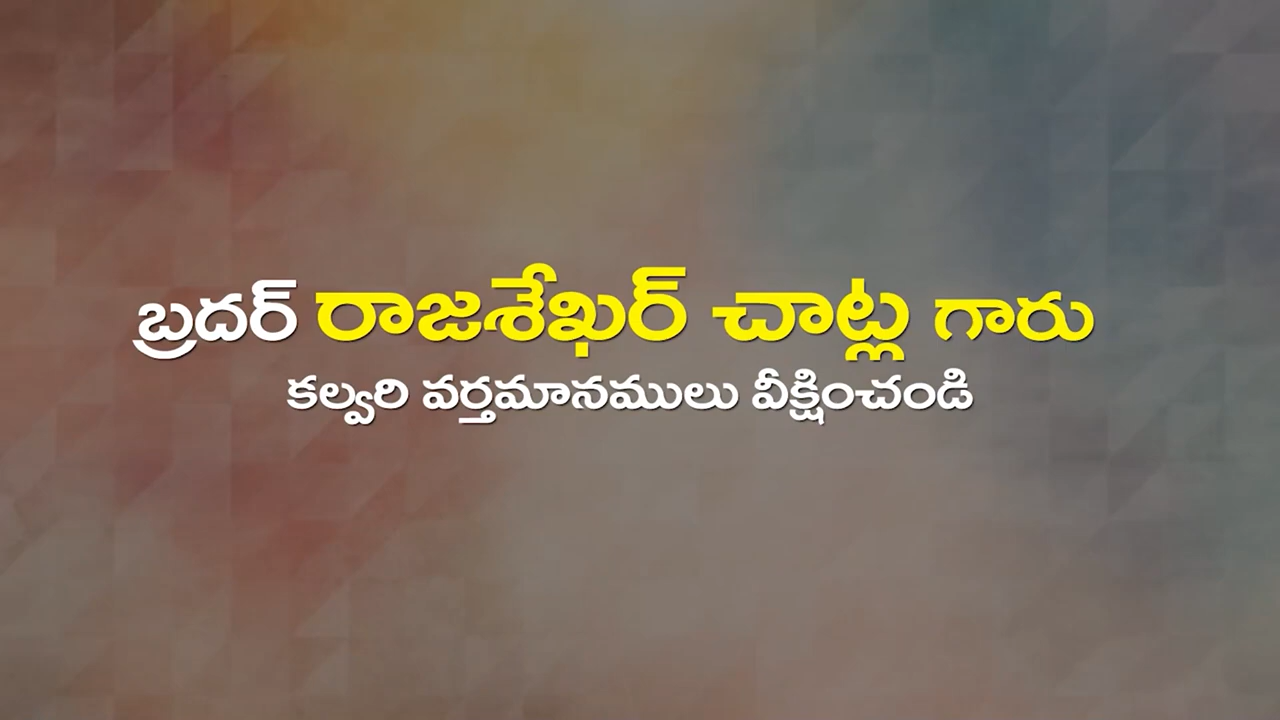 బ్రదర్ రాజశేఖర్ చాట్ల గారు
కల్వరి వర్తమానములు వీక్షించండి